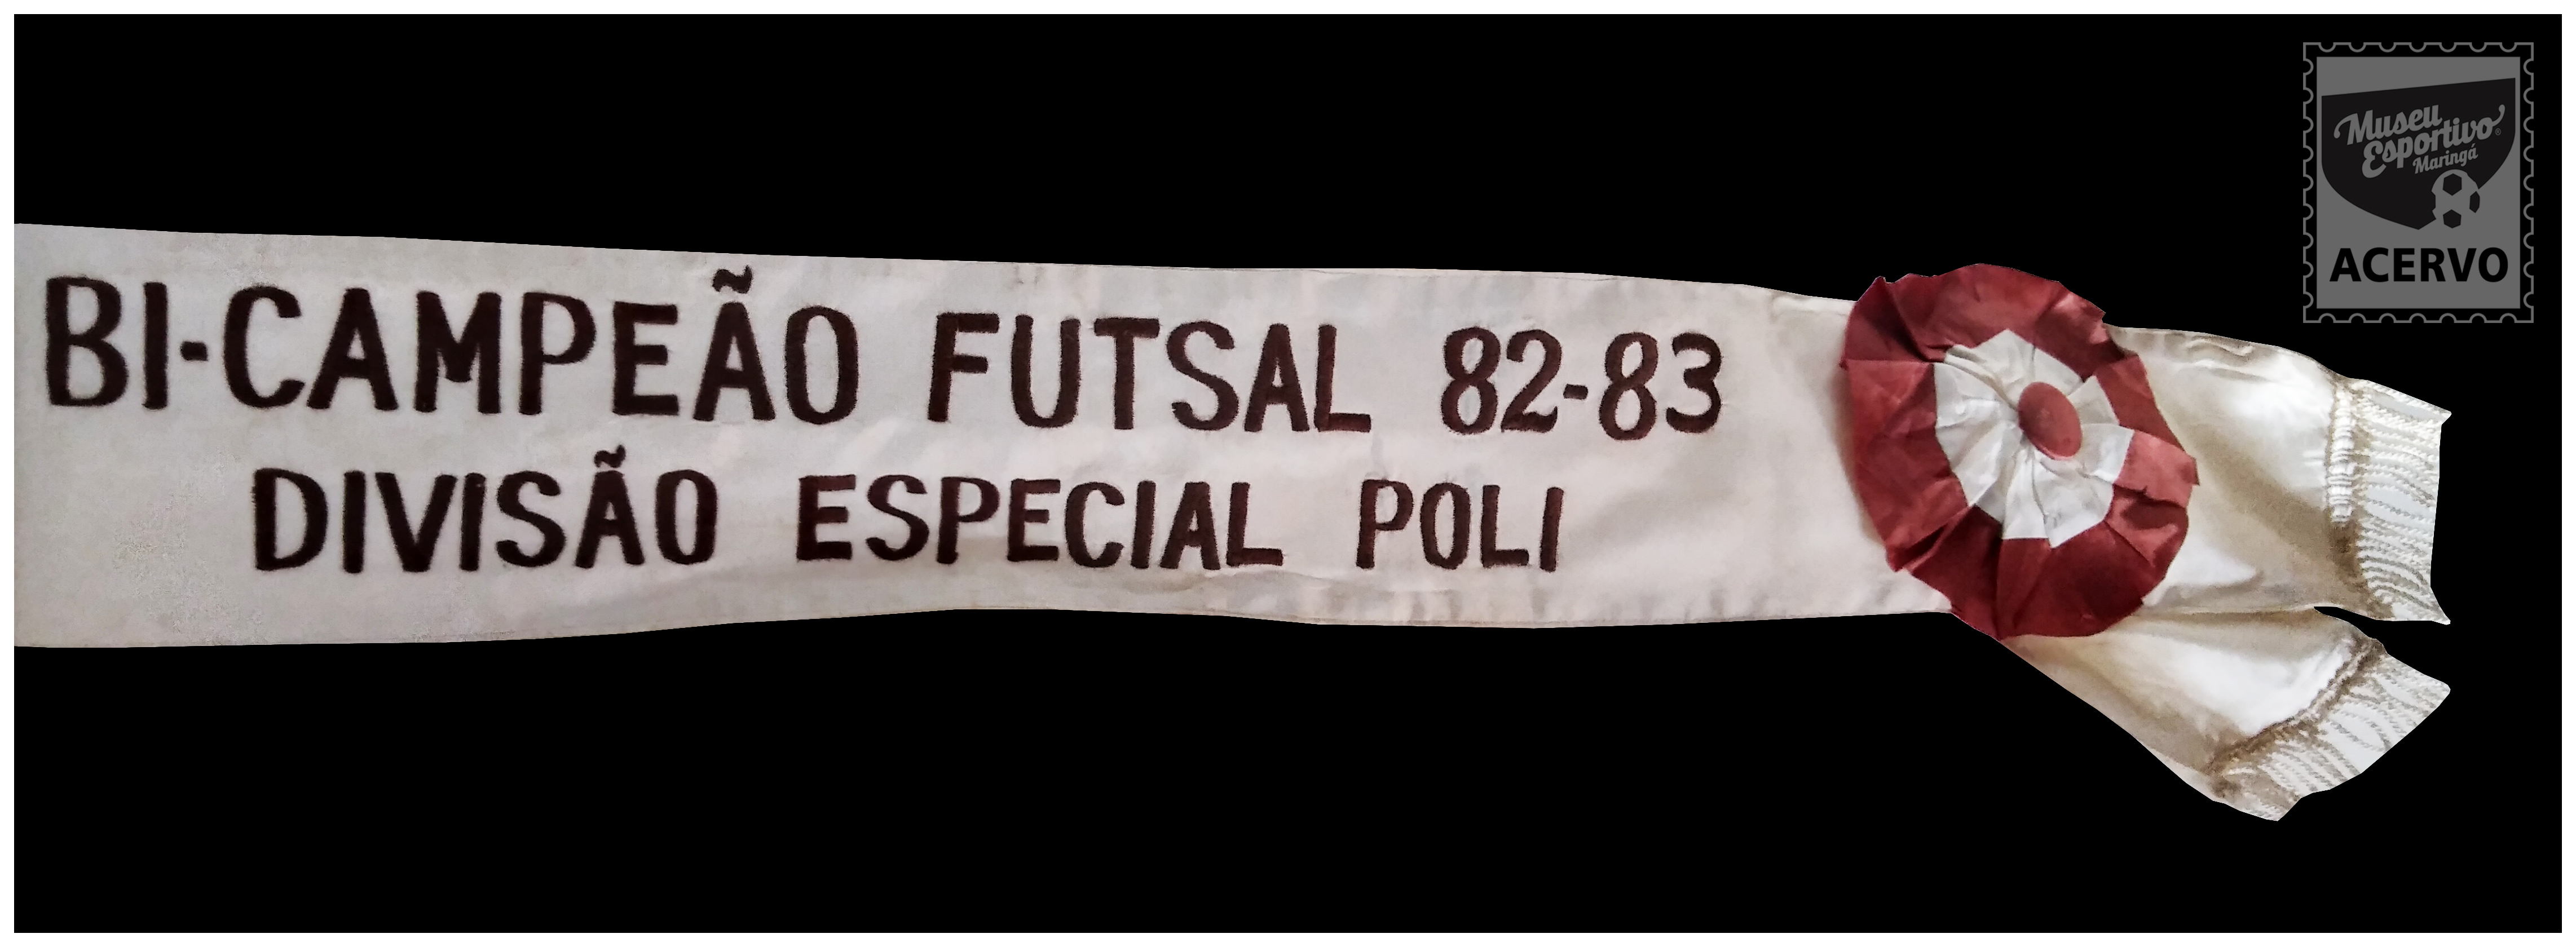 BI-CAMPEÃO FUTSAL 82-83
DIVISÃO ESPECIAL POLI
Museu
Esportivo
Maringá
ACERVO